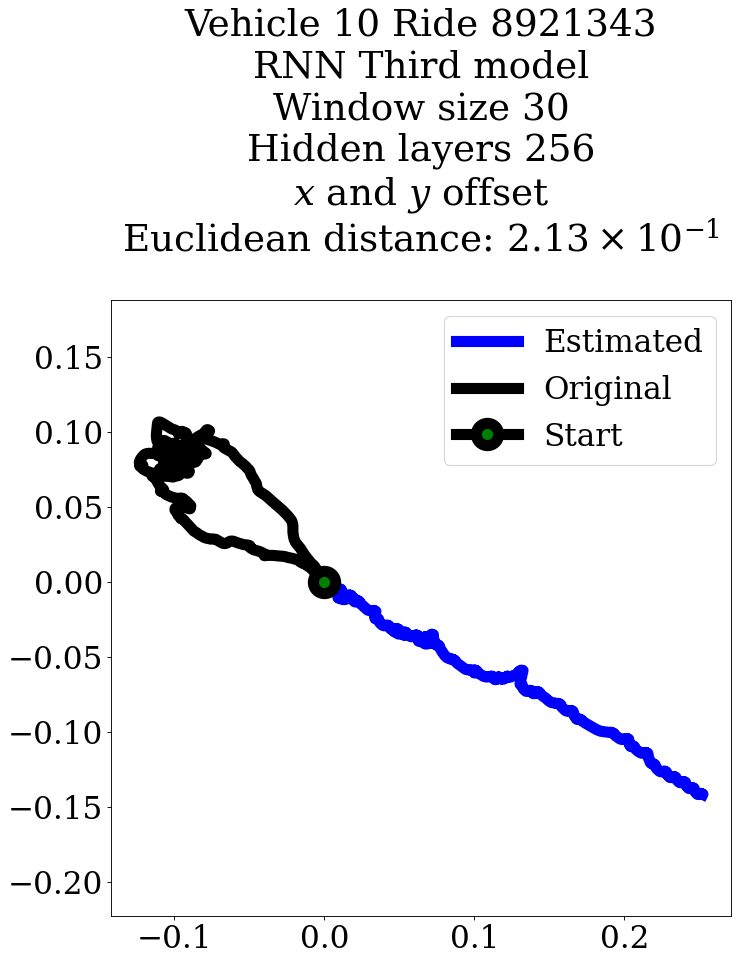 Vehicle 10 Ride 8921343
RNN Third model
Window size 30
Hidden layers 256
x and y offset
Euclidean distance: 2.13 × 10⁻¹
Estimated
Original
Start
0.15
0.10
0.05
0.00
−0.05
−0.10
−0.15
−0.20
−0.1 0.0 0.1 0.2